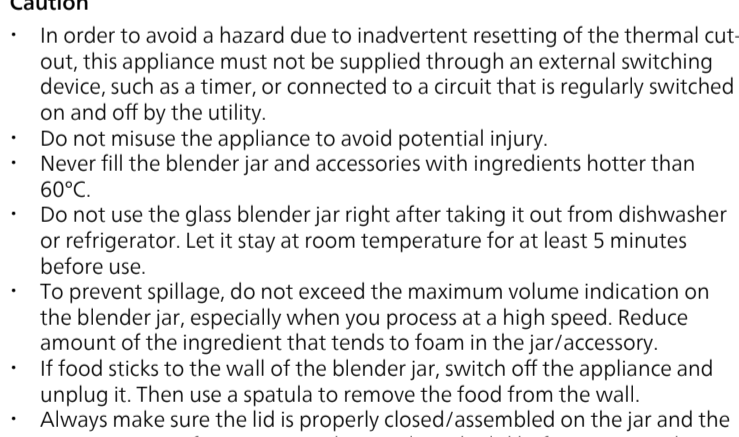 Caution
· In order to avoid a hazard due to inadvertent resetting of the thermal cut-
out, this appliance must not be supplied through an external switching
device, such as a timer, or connected to a circuit that is regularly switched
on and off by the utility.
· Do not misuse the appliance to avoid potential injury.
· Never fill the blender jar and accessories with ingredients hotter than
60°C.
· Do not use the glass blender jar right after taking it out from dishwasher
or refrigerator. Let it stay at room temperature for at least 5 minutes
before use.
· To prevent spillage, do not exceed the maximum volume indication on
the blender jar, especially when you process at a high speed. Reduce
amount of the ingredient that tends to foam in the jar/accessory.
· If food sticks to the wall of the blender jar, switch off the appliance and
unplug it. Then use a spatula to remove the food from the wall.
· Always make sure the lid is properly closed/assembled on the jar and the